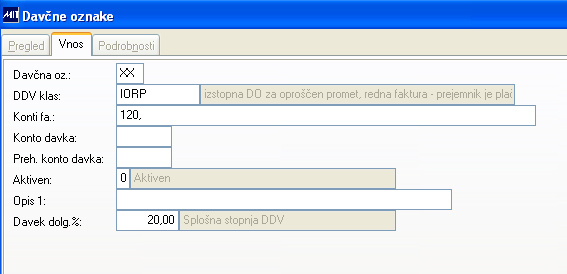 MIT Davčne oznake
Pregled Vnos Podrobnosti
Davčna oz.: XX
DDV klas: IORP izstopna DO za oproščen promet, redna faktura - prejemnik je plač
Konti fa.: 120,
Konto davka:
Preh. konto davka:
Aktiven: 0 Aktiven
Opis 1:
Davek dolg.%: 20,00 Splošna stopnja DDV